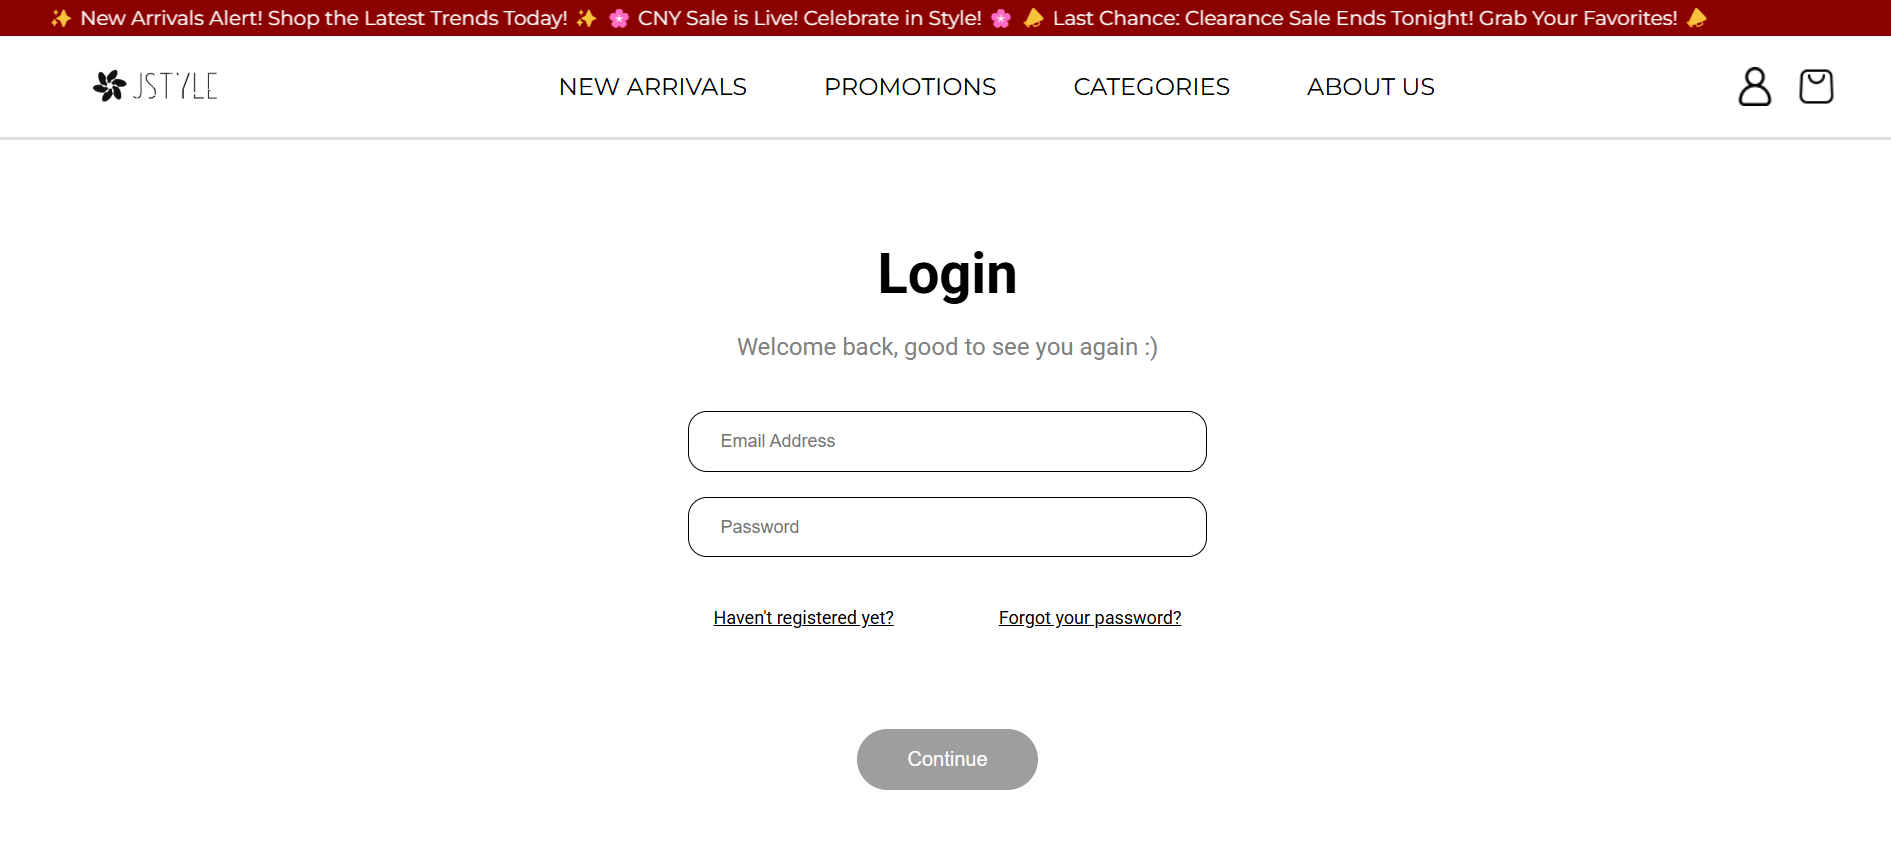 ✨ New Arrivals Alert! Shop the Latest Trends Today! ✨ 🌸 CNY Sale is Live! Celebrate in Style! 🌸 📣 Last Chance: Clearance Sale Ends Tonight! Grab Your Favorites! 📣
JSTYLE NEW ARRIVALS PROMOTIONS CATEGORIES ABOUT US
Login
Welcome back, good to see you again :)
Email Address
Password
Haven't registered yet? Forgot your password?
Continue